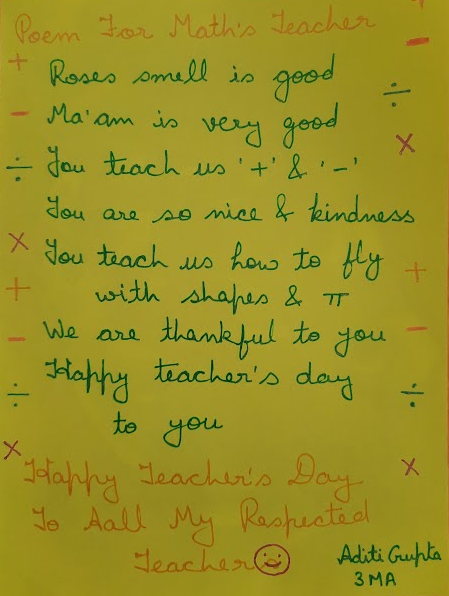 Poem For Math's Teacher
Roses smell is good
Ma'am is very good
You teach us '+' & '-'
You are so nice & kindness
You teach us how to fly
with shapes & π
We are thankful to you
Happy teacher's day
to you
Happy Teacher's Day
To Aall My Respected
Teacher
Aditi Gupta
3 MA